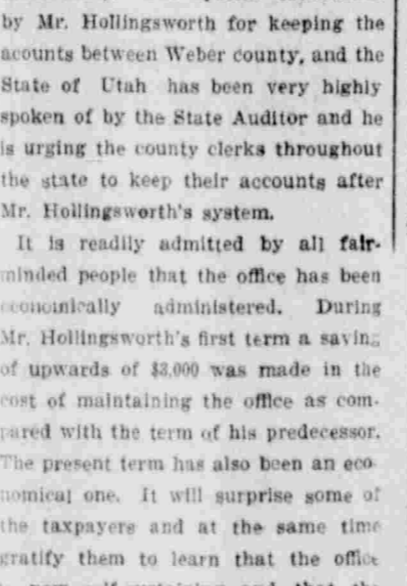 by Mr. Hollingsworth for keeping the
acounts between Weber county, and the
State of Utah has been very highly
spoken of by the State Auditor and he
is urging the county clerks throughout
the state to keep their accounts after
Mr. Hollingsworth's system.
It is readily admitted by all fair-
minded people that the office has been
economically administered. During
Mr. Hollingsworth's first term a saving
of upwards of $3,000 was made in the
cost of maintaining the office as com-
pared with the term of his predecessor.
The present term has also been an eco-
nomical one. It will surprise some of
the taxpayers and at the same time
gratify them to learn that the office